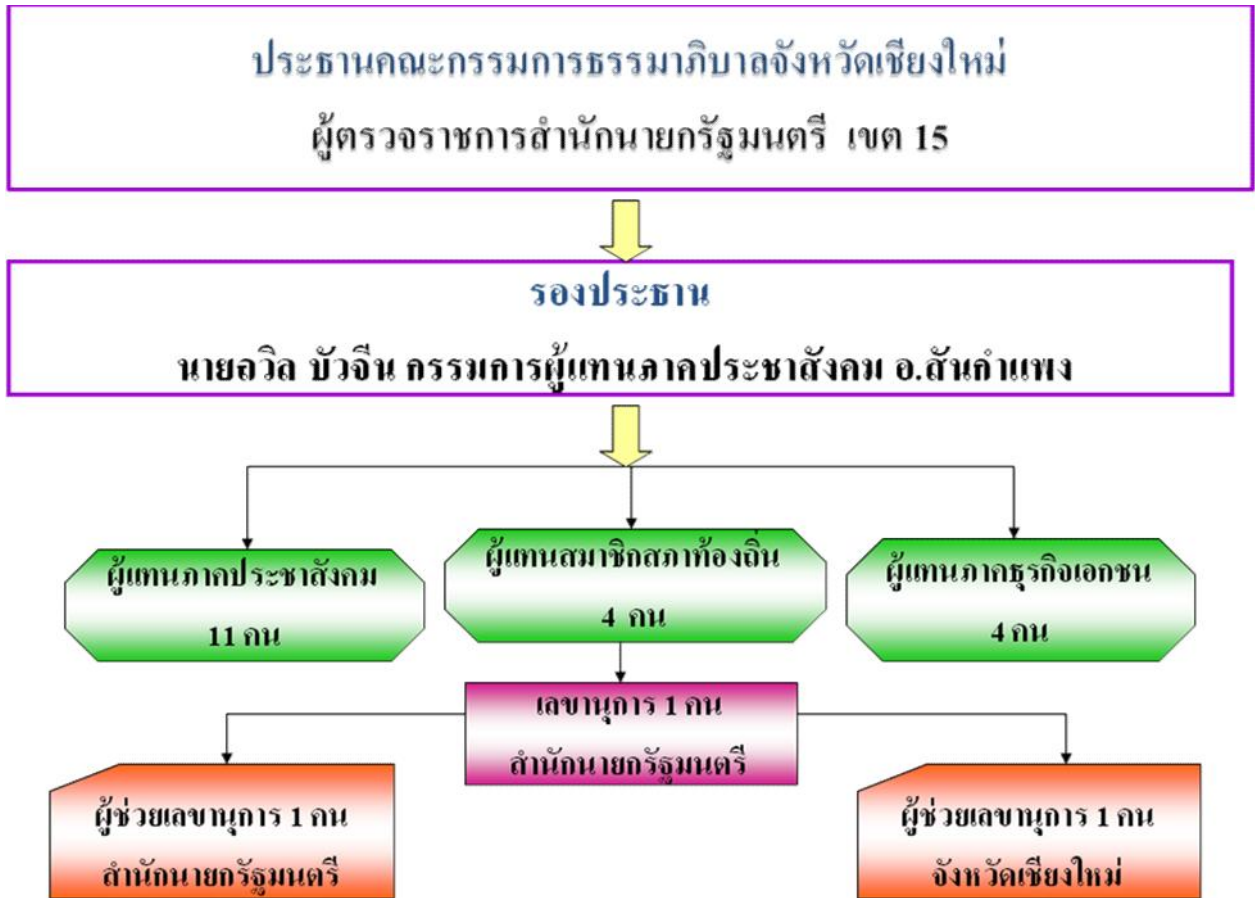 ประธานคณะกรรมการธรรมาภิบาลจังหวัดเชียงใหม่
ผู้ตรวจราชการสำนักนายกรัฐมนตรี เขต 15
รองประธาน
นายถวิล บัวจีน กรรมการผู้แทนภาคประชาสังคม อ.สันกำแพง
ผู้แทนภาคประชาสังคม
11 คน
ผู้แทนสมาชิกสภาท้องถิ่น
4 คน
ผู้แทนภาคธุรกิจเอกชน
4 คน
เลขานุการ 1 คน
สำนักนายกรัฐมนตรี
ผู้ช่วยเลขานุการ 1 คน
สำนักนายกรัฐมนตรี
ผู้ช่วยเลขานุการ 1 คน
จังหวัดเชียงใหม่